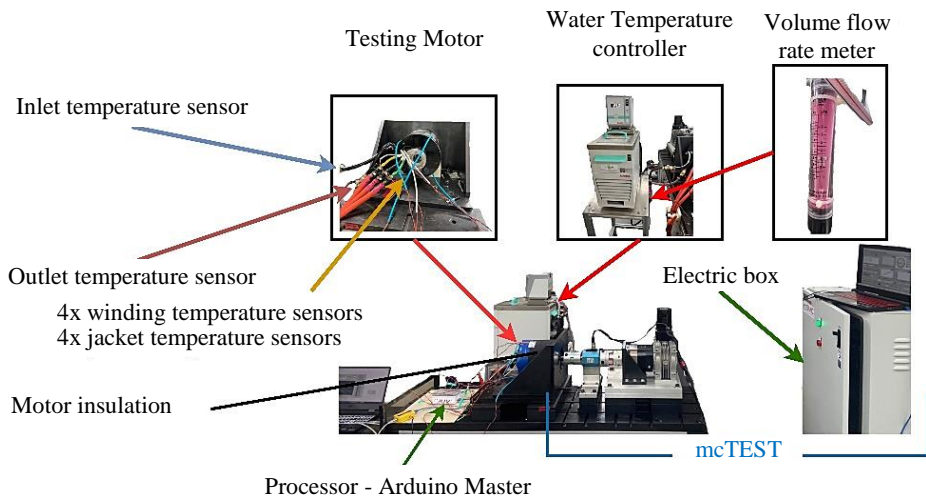 Testing Motor
Water Temperature
controller
Volume flow
rate meter
Inlet temperature sensor
Outlet temperature sensor
4x winding temperature sensors
4x jacket temperature sensors
Electric box
Motor insulation
mcTEST
Processor - Arduino Master